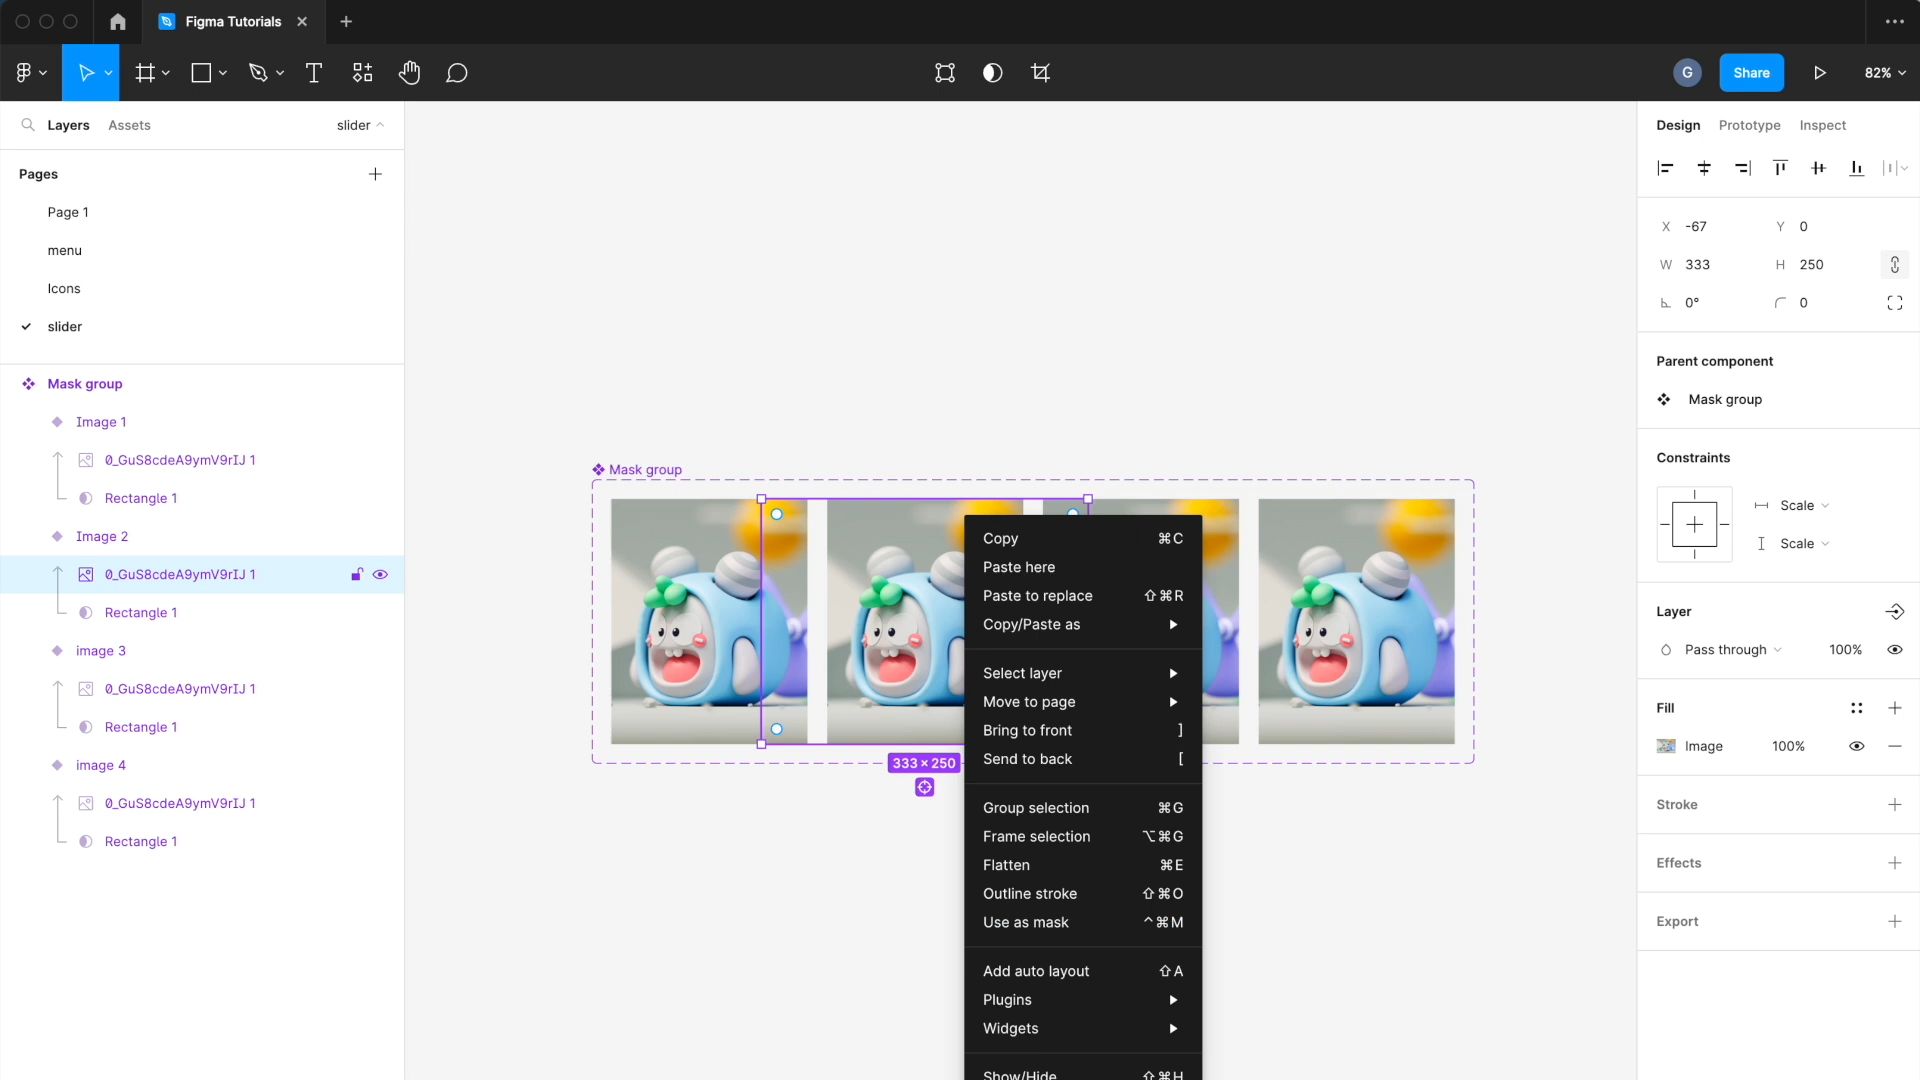 Figma Tutorials
G
Share
82%
Layers
Assets
slider
Pages
Page 1
menu
Icons
slider
Mask group
Image 1
0_GuS8cdeA9ymV9rIJ 1
Rectangle 1
Image 2
0_GuS8cdeA9ymV9rIJ 1
Rectangle 1
image 3
0_GuS8cdeA9ymV9rIJ 1
Rectangle 1
image 4
0_GuS8cdeA9ymV9rIJ 1
Rectangle 1
Mask group
333 × 250
Copy ⌘C
Paste here
Paste to replace ⇧⌘R
Copy/Paste as
Select layer
Move to page
Bring to front ]
Send to back [
Group selection ⌘G
Frame selection ⌥⌘G
Flatten ⌘E
Outline stroke ⇧⌘O
Use as mask ^⌘M
Add auto layout ⇧A
Plugins
Widgets
Show/Hide ⇧⌘H
Design
Prototype
Inspect
X -67 Y 0
W 333 H 250
0° 0
Parent component
Mask group
Constraints
Scale
Scale
Layer
Pass through 100%
Fill
Image 100%
Stroke
Effects
Export